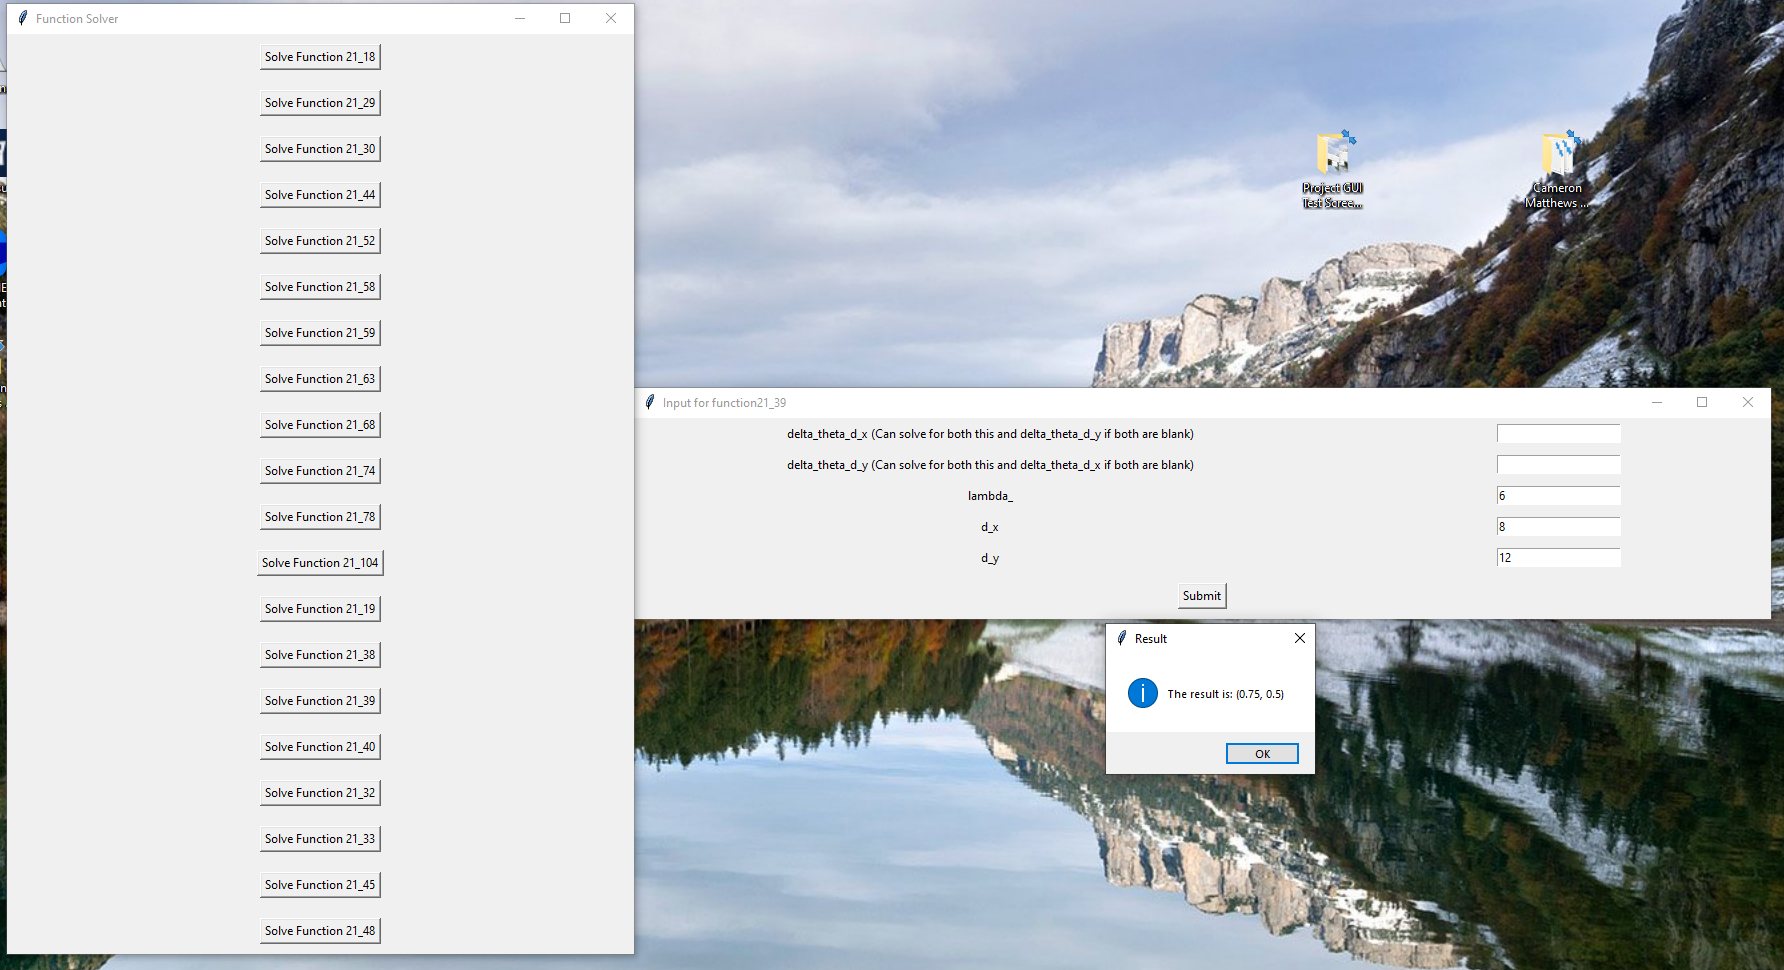 Function Solver
Solve Function 21_18
Solve Function 21_29
Solve Function 21_30
Solve Function 21_44
Solve Function 21_52
Solve Function 21_58
Solve Function 21_59
Solve Function 21_63
Solve Function 21_68
Solve Function 21_74
Solve Function 21_78
Solve Function 21_104
Solve Function 21_19
Solve Function 21_38
Solve Function 21_39
Solve Function 21_40
Solve Function 21_32
Solve Function 21_33
Solve Function 21_45
Solve Function 21_48
Project GUI
Test Scree...
Cameron
Matthews ...
Input for function21_39
delta_theta_d_x (Can solve for both this and delta_theta_d_y if both are blank)
delta_theta_d_y (Can solve for both this and delta_theta_d_x if both are blank)
lambda_ 6
d_x 8
d_y 12
Submit
Result
The result is: (0.75, 0.5)
OK